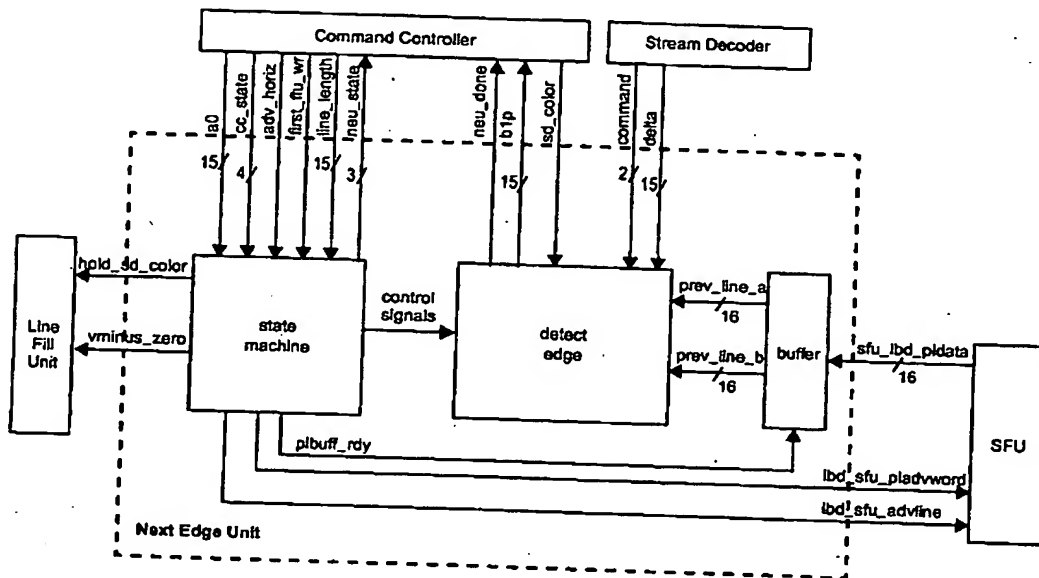 Command Controller
Stream Decoder
a0
cc_state
adv_horiz
first_flu_wr
line_length
neu_state
neu_done
b1p
sd_color
command
delta
15
4
15
3
15
2
15
hold_sd_color
vminus_zero
Line
Fill
Unit
state
machine
control
signals
detect
edge
prev_line_a
16
prev_line_b
16
buffer
sfu_lbd_pldata
16
SFU
plbuff_rdy
lbd_sfu_pladvword
lbd_sfu_advline
Next Edge Unit